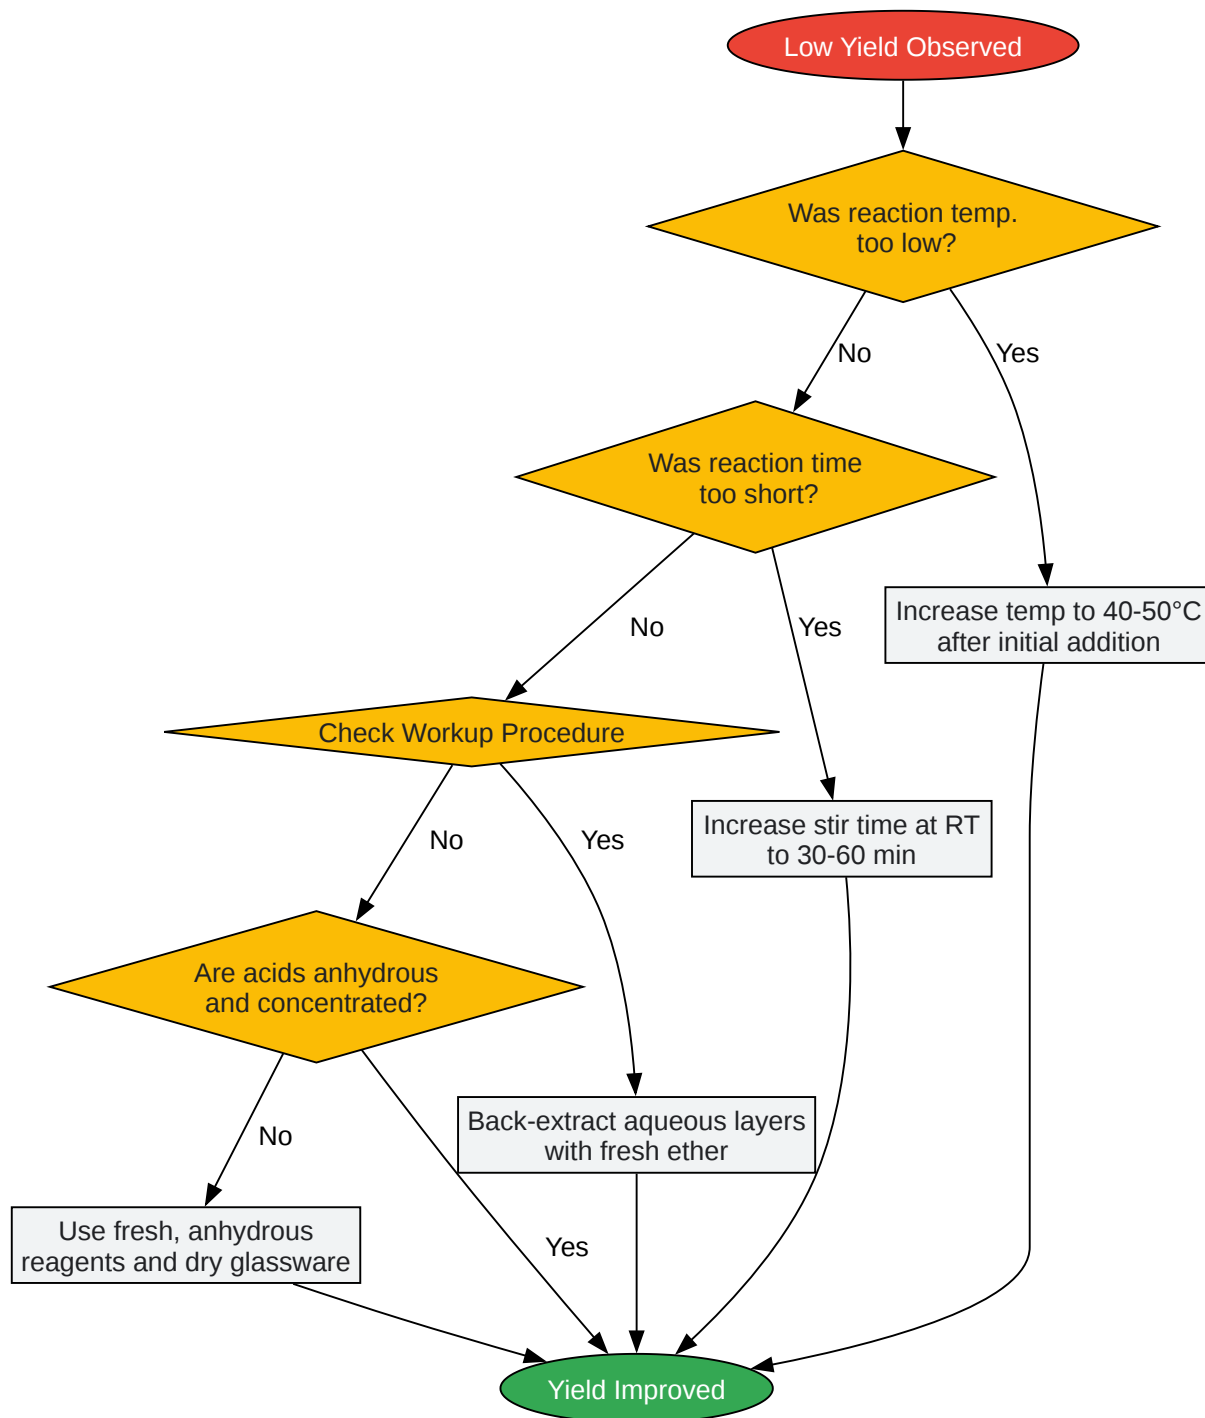 Low Yield Observed
Was reaction temp.
too low?
No
Yes
Was reaction time
too short?
No
Yes
Increase temp to 40-50°C
after initial addition
Check Workup Procedure
No
Yes
Increase stir time at RT
to 30-60 min
Are acids anhydrous
and concentrated?
No
Yes
Back-extract aqueous layers
with fresh ether
Use fresh, anhydrous
reagents and dry glassware
Yield Improved